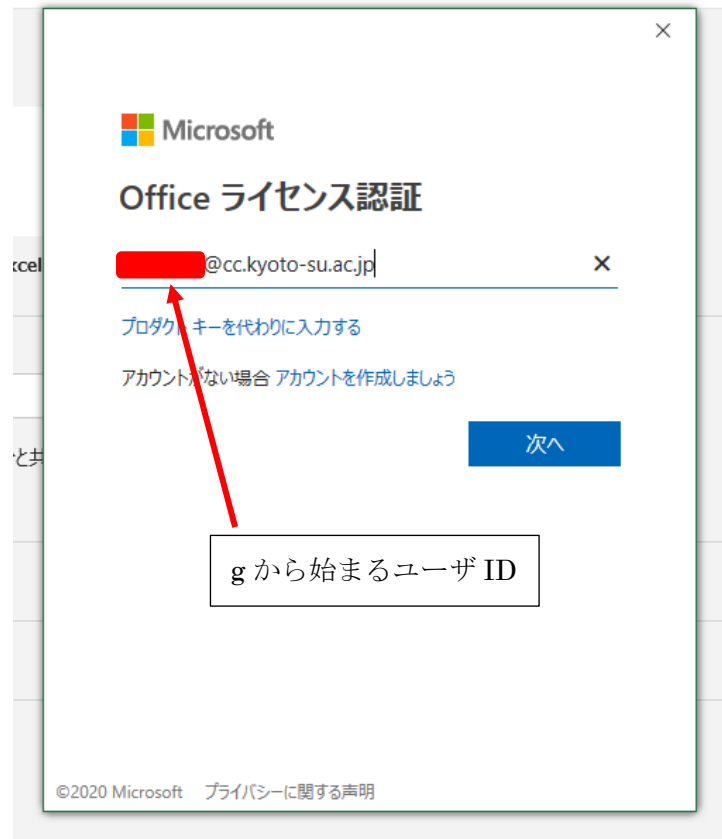 Microsoft
Office ライセンス認証
xcel
@cc.kyoto-su.ac.jp
プロダクト キーを代わりに入力する
アカウントがない場合 アカウントを作成しましょう
次へ
と共
g から始まるユーザ ID
©2020 Microsoft プライバシーに関する声明